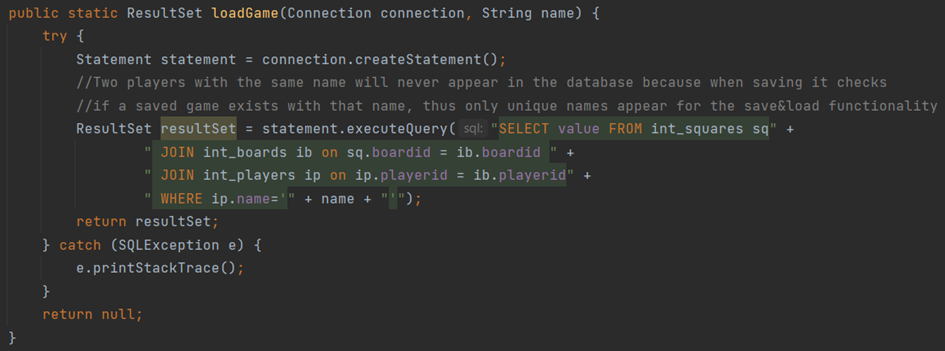 public static ResultSet loadGame(Connection connection, String name) {
    try {
        Statement statement = connection.createStatement();
        //Two players with the same name will never appear in the database because when saving it checks
        //if a saved game exists with that name, thus only unique names appear for the save&load functionality
        ResultSet resultSet = statement.executeQuery( sql: "SELECT value FROM int_squares sq" +
                " JOIN int_boards ib on sq.boardid = ib.boardid " +
                " JOIN int_players ip on ip.playerid = ib.playerid" +
                " WHERE ip.name='" + name + "'");
        return resultSet;
    } catch (SQLException e) {
        e.printStackTrace();
    }
    return null;
}